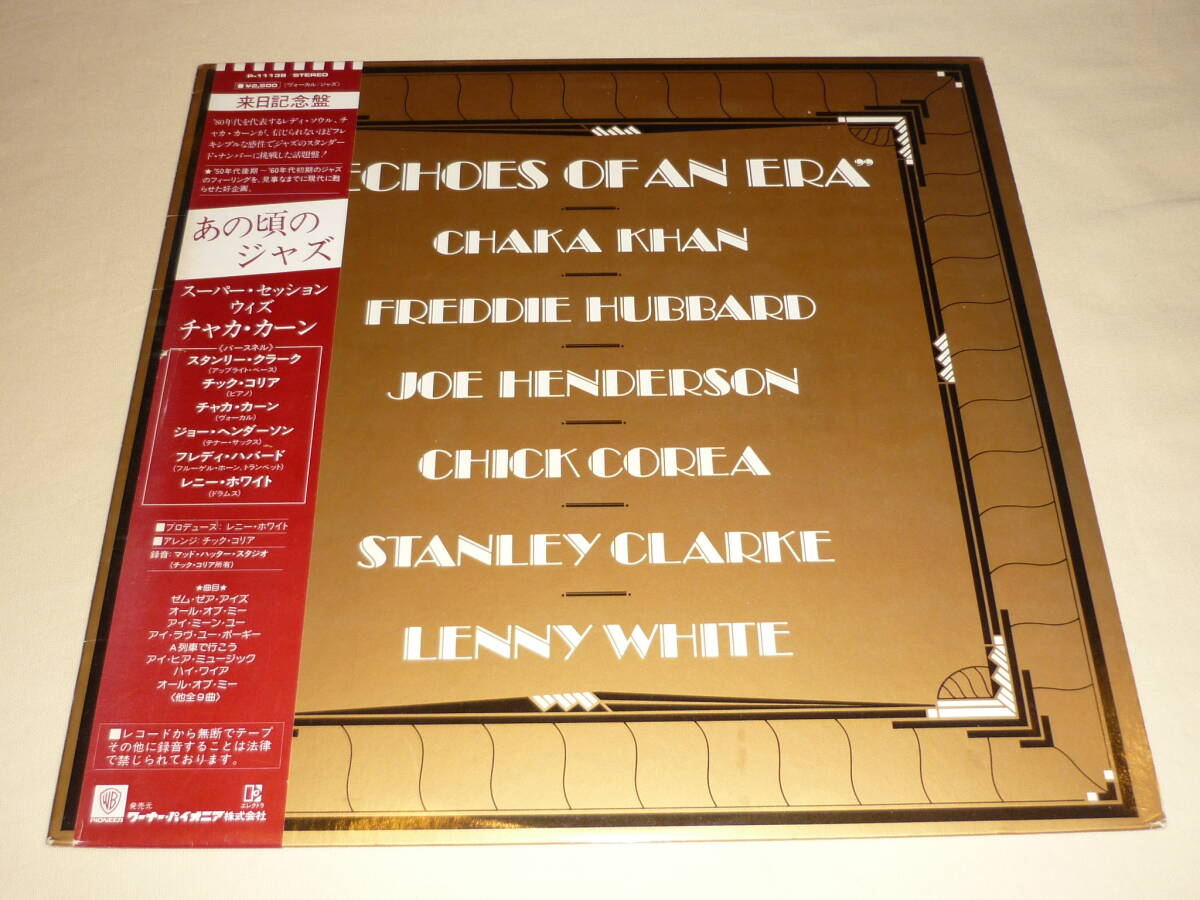 P-11138 STEREO
¥2,500 (ヴォーカル/ジャズ)
来日記念盤
'80年代を代表するレディ・ソウル、チ
ャカ・カーンが、信じられないほどフレ
キシブルな感性でジャズのスタンダー
ド・ナンバーに挑戦した話題盤!
★'50年代後期〜'60年代初期のジャズ
のフィーリングを、見事なまでに現代に甦
らせた好企画。
あの頃の
ジャズ
スーパー・セッション
ウィズ
チャカ・カーン
《パースネル》
スタンリー・クラーク
(アップライト・ベース)
チック・コリア
(ピアノ)
チャカ・カーン
(ヴォーカル)
ジョー・ヘンダーソン
(テナー・サックス)
フレディ・ハバード
(フルーゲル・ホーン、トランペット)
レニー・ホワイト
(ドラムス)
■プロデュース: レニー・ホワイト
■アレンジ: チック・コリア
録音: マッド・ハッター・スタジオ
(チック・コリア所有)
★曲目★
ゼム・ゼア・アイズ
オール・オブ・ミー
アイ・ミーン・ユー
アイ・ラヴ・ユー・ポーギー
A列車で行こう
アイ・ヒア・ミュージック
ハイ・ワイア
オール・オブ・ミー
〈他全9曲〉
■レコードから無断でテープ
その他に録音することは法律
で禁じられております。
WB
PIONEER
発売元
ワーナー・パイオニア株式会社
エレクトラ
ECHOES OF AN ERA"
CHAKA KHAN
FREDDIE HUBBARD
JOE HENDERSON
CHICK COREA
STANLEY CLARKE
LENNY WHITE